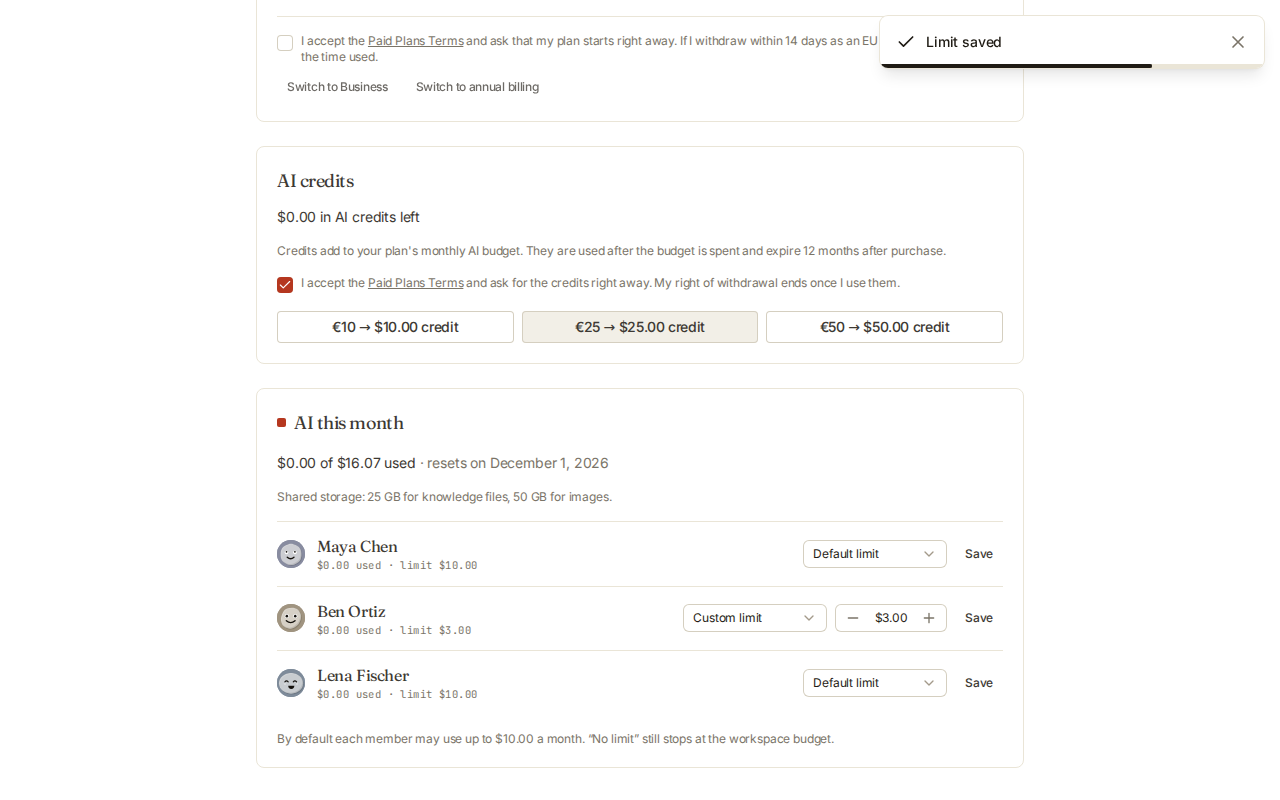 I accept the Paid Plans Terms and ask that my plan starts right away. If I withdraw within 14 days as an EU
the time used.
Limit saved
Switch to Business
Switch to annual billing
AI credits
$0.00 in AI credits left
Credits add to your plan's monthly AI budget. They are used after the budget is spent and expire 12 months after purchase.
I accept the Paid Plans Terms and ask for the credits right away. My right of withdrawal ends once I use them.
€10 → $10.00 credit
€25 → $25.00 credit
€50 → $50.00 credit
AI this month
$0.00 of $16.07 used · resets on December 1, 2026
Shared storage: 25 GB for knowledge files, 50 GB for images.
Maya Chen
$0.00 used · limit $10.00
Default limit
Save
Ben Ortiz
$0.00 used · limit $3.00
Custom limit
$3.00
Save
Lena Fischer
$0.00 used · limit $10.00
Default limit
Save
By default each member may use up to $10.00 a month. “No limit” still stops at the workspace budget.